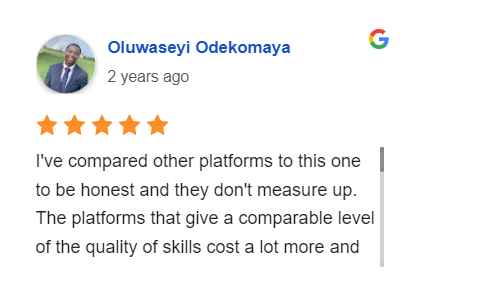 Oluwaseyi Odekomaya
2 years ago
I've compared other platforms to this one
to be honest and they don't measure up.
The platforms that give a comparable level
of the quality of skills cost a lot more and